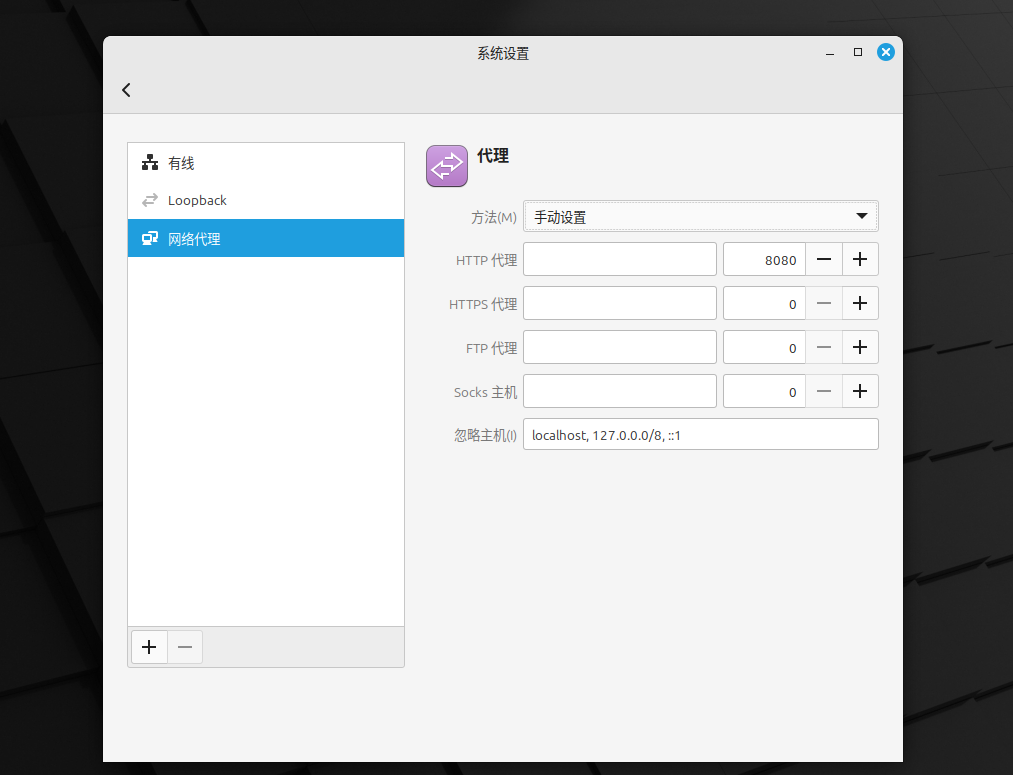 系统设置
有线
Loopback
网络代理
代理
方法(M) 手动设置
HTTP 代理 8080
HTTPS 代理 0
FTP 代理 0
Socks 主机 0
忽略主机(I) localhost, 127.0.0.0/8, ::1